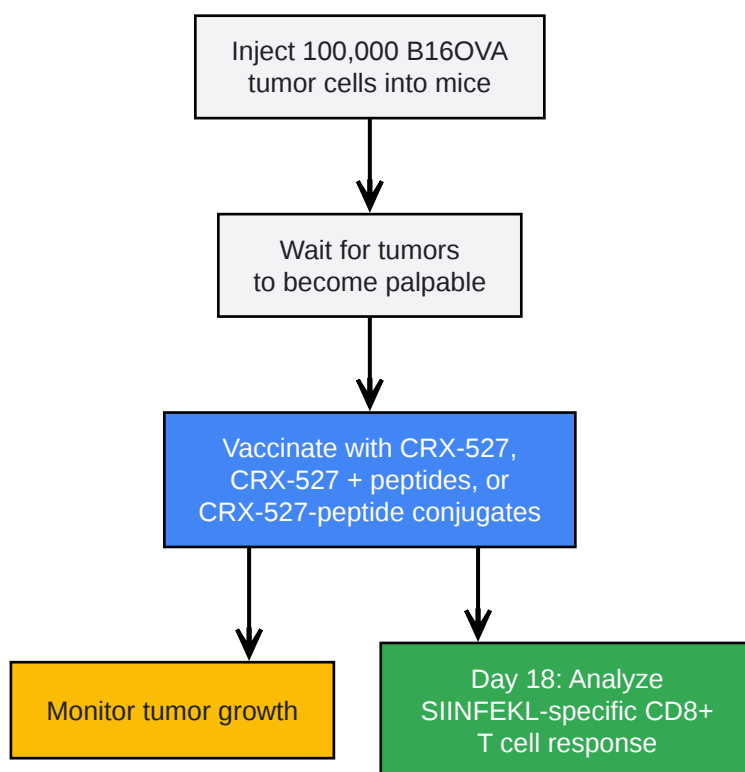 Inject 100,000 B16OVA
tumor cells into mice
Wait for tumors
to become palpable
Vaccinate with CRX-527,
CRX-527 + peptides, or
CRX-527-peptide conjugates
Monitor tumor growth
Day 18: Analyze
SIINFEKL-specific CD8+
T cell response